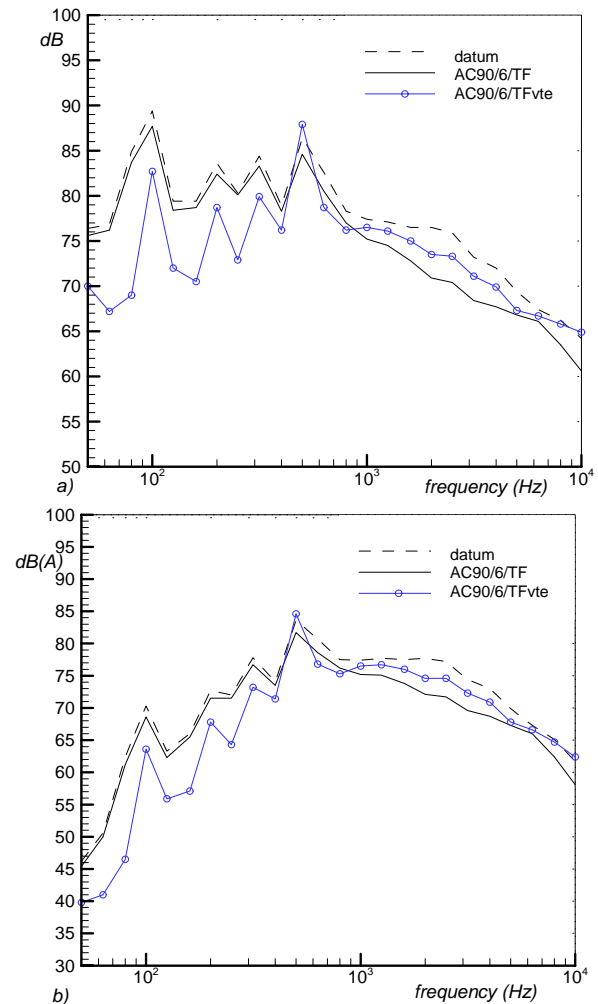 dB
100
95
90
85
80
75
70
65
60
55
50
datum
AC90/6/TF
AC90/6/TFvte
10²
10³
10⁴
frequency (Hz)
a)
dB(A)
100
95
90
85
80
75
70
65
60
55
50
45
40
35
30
datum
AC90/6/TF
AC90/6/TFvte
10²
10³
10⁴
frequency (Hz)
b)